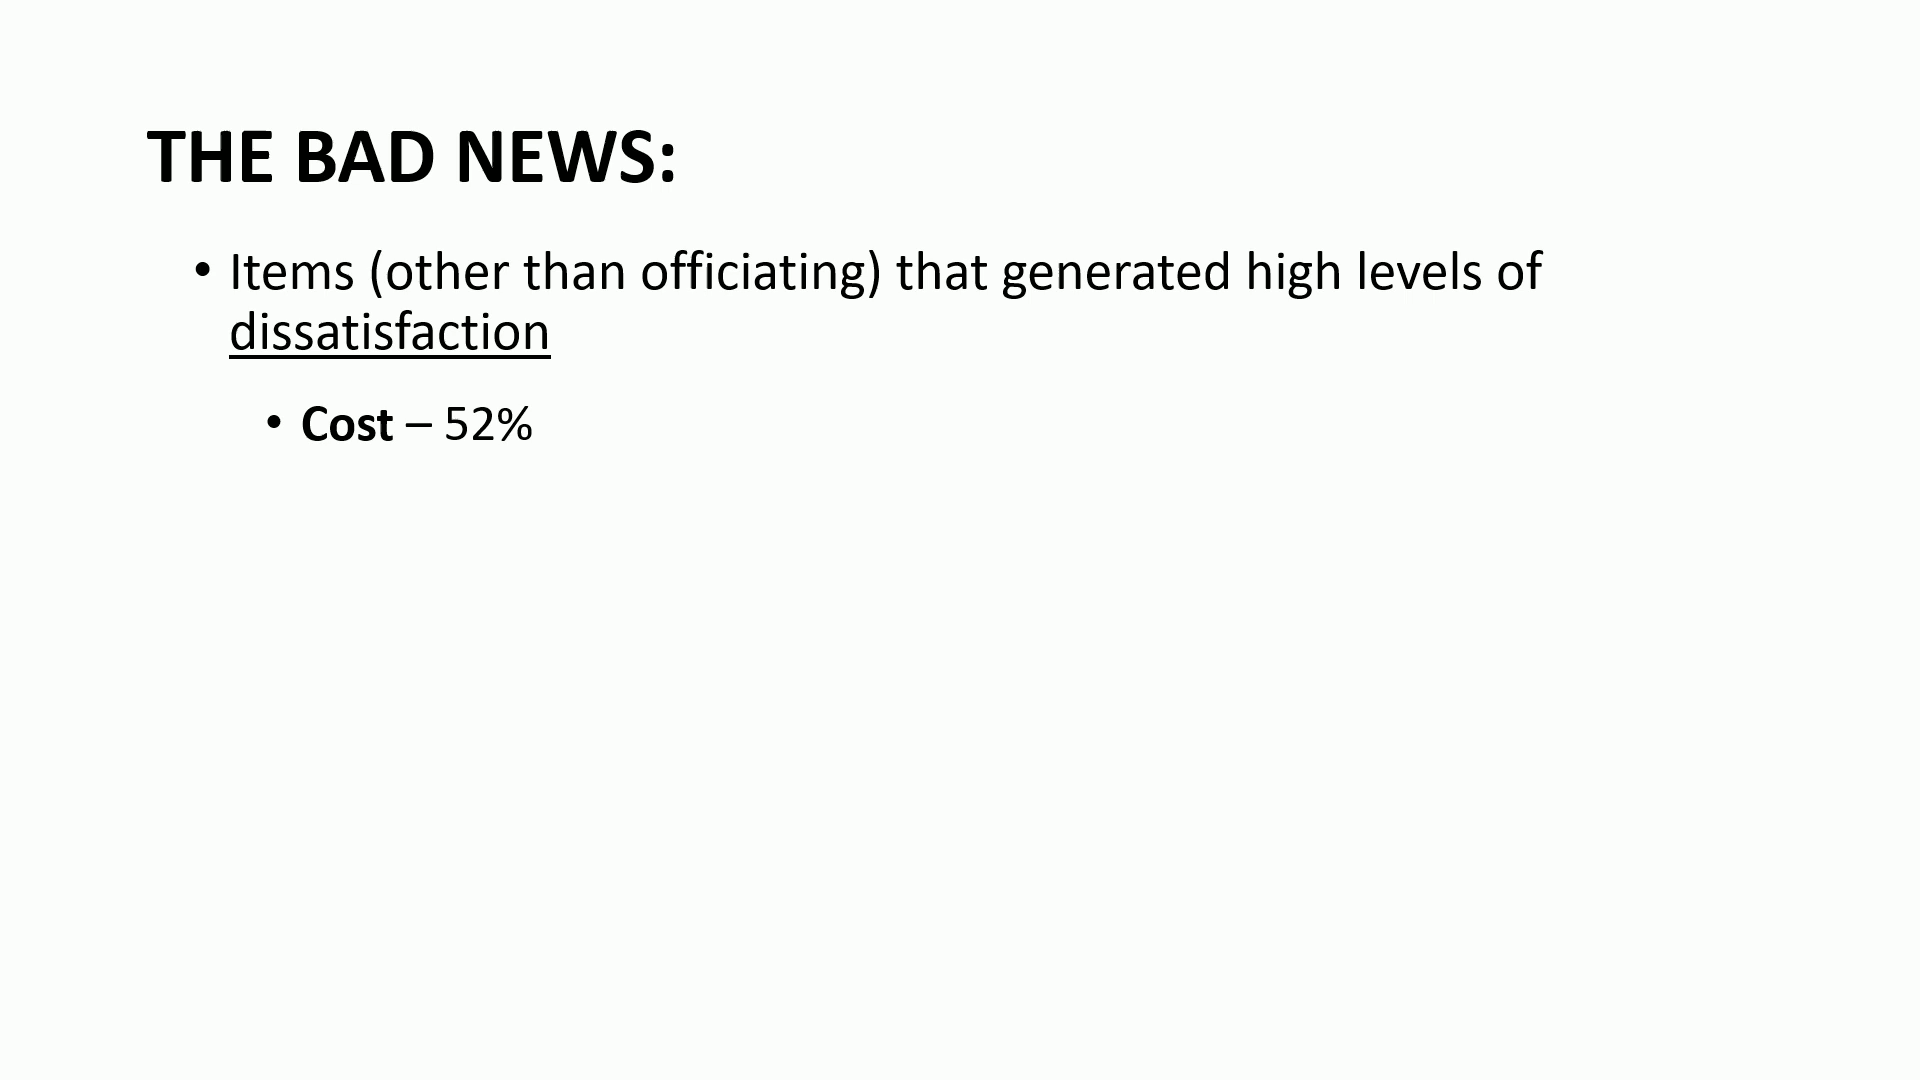 THE BAD NEWS:
• Items (other than officiating) that generated high levels of
dissatisfaction
• Cost – 52%